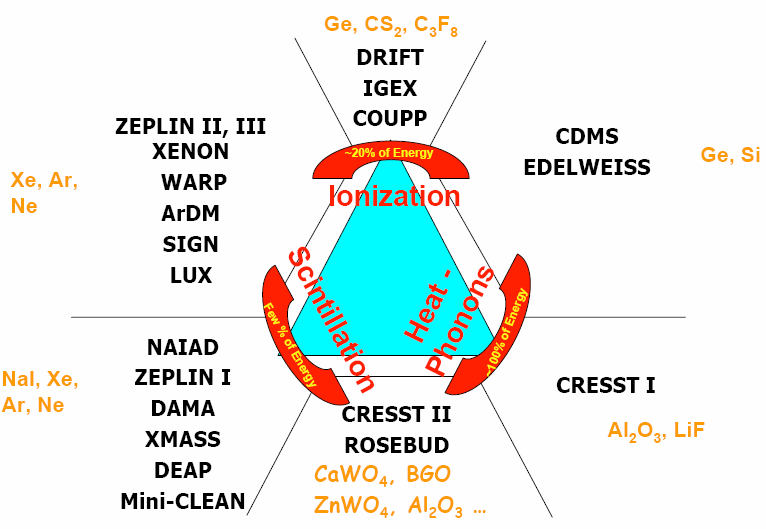 Ge, CS₂, C₃F₈
DRIFT
IGEX
COUPP
ZEPLIN II, III
XENON
WARP
ArDM
SIGN
LUX
Xe, Ar,
Ne
CDMS
EDELWEISS
Ge, Si
~20% of Energy
Ionization
Scintillation
Few % of Energy
Heat -
Phonons
~100% of Energy
NAIAD
ZEPLIN I
DAMA
XMASS
DEAP
Mini-CLEAN
NaI, Xe,
Ar, Ne
CRESST II
ROSEBUD
CaWO₄, BGO
ZnWO₄, Al₂O₃ ...
CRESST I
Al₂O₃, LiF